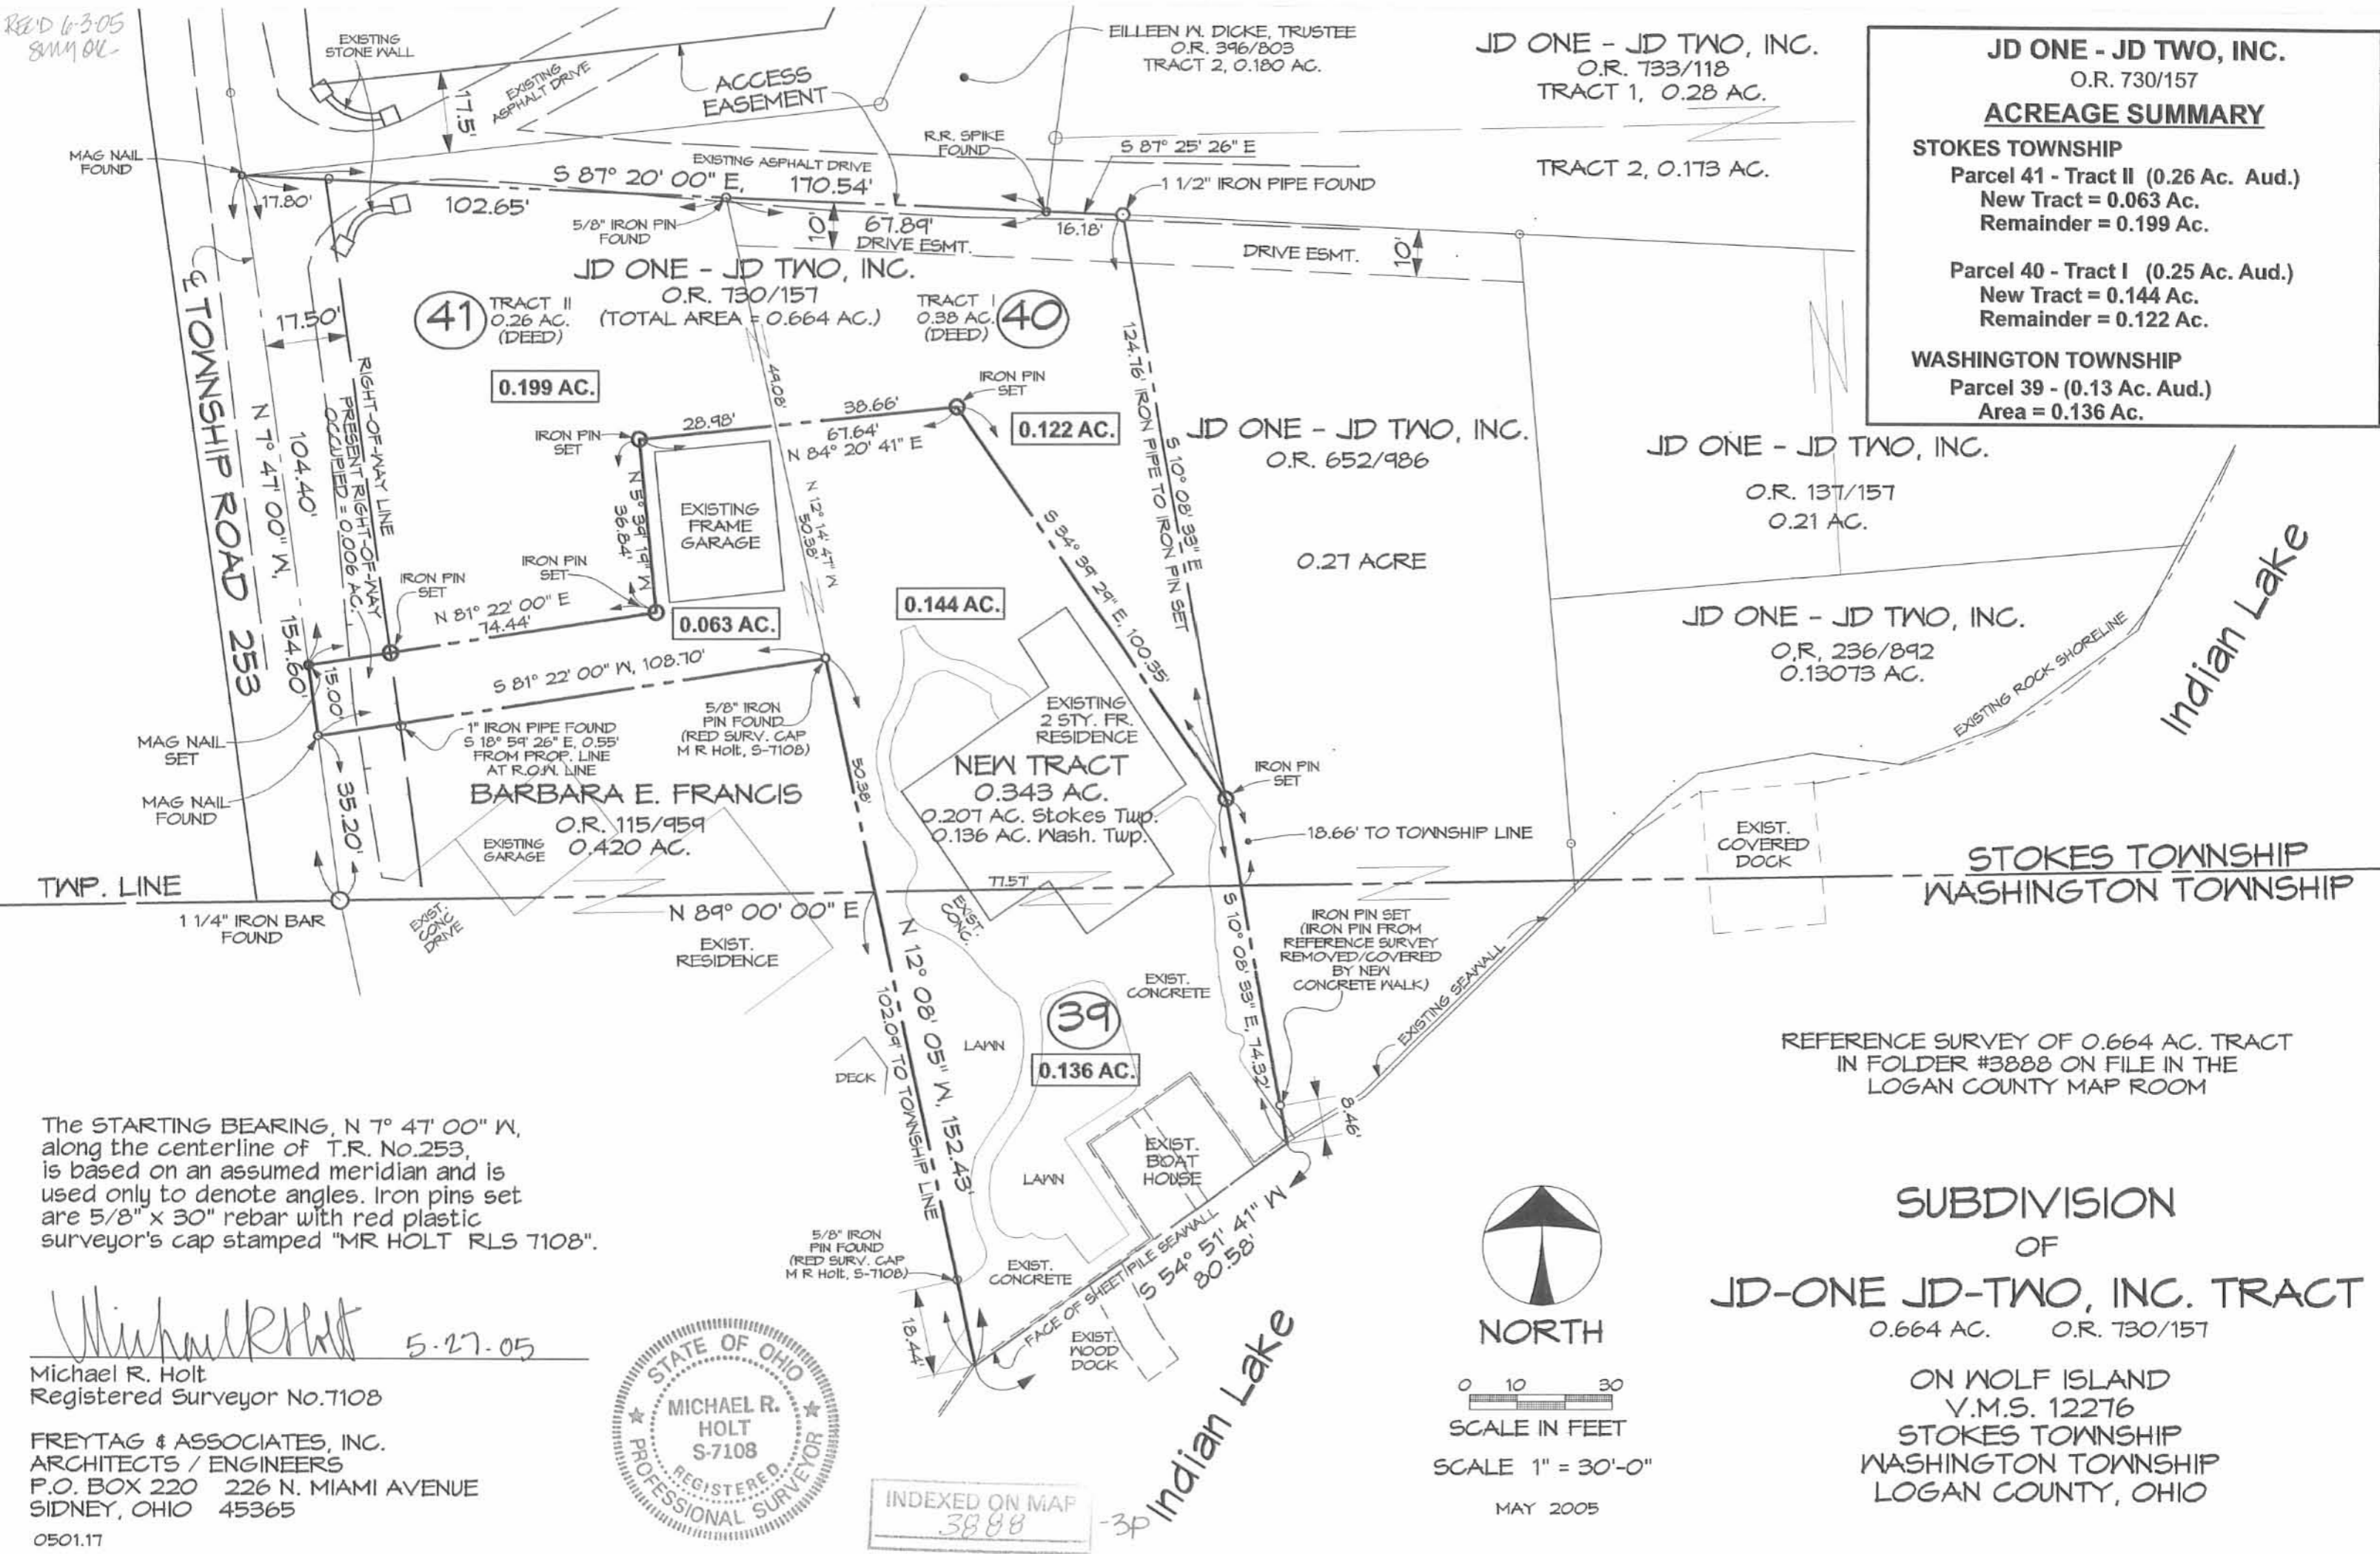 REC'D 6-3-05
EXISTING
STONE WALL
17.5'
EXISTING
ASPHALT DRIVE
ACCESS
EASEMENT
EILLEEN W. DICKE, TRUSTEE
O.R. 396/803
TRACT 2, 0.180 AC.
JD ONE - JD TWO, INC.
O.R. 733/118
TRACT 1, 0.28 AC.
TRACT 2, 0.173 AC.
JD ONE - JD TWO, INC.
O.R. 730/157
ACREAGE SUMMARY
STOKES TOWNSHIP
Parcel 41 - Tract II (0.26 Ac. Aud.)
New Tract = 0.063 Ac.
Remainder = 0.199 Ac.
Parcel 40 - Tract I (0.25 Ac. Aud.)
New Tract = 0.144 Ac.
Remainder = 0.122 Ac.
WASHINGTON TOWNSHIP
Parcel 39 - (0.13 Ac. Aud.)
Area = 0.136 Ac.
MAG NAIL
FOUND
17.80'
S 87° 20' 00" E, 170.54'
EXISTING ASPHALT DRIVE
102.65'
R.R. SPIKE
FOUND
S 87° 25' 26" E
1 1/2" IRON PIPE FOUND
5/8" IRON PIN
FOUND
10'
67.89'
16.18'
DRIVE ESMT.
DRIVE ESMT.
10'
JD ONE - JD TWO, INC.
O.R. 730/157
(TOTAL AREA = 0.664 AC.)
41
TRACT II
0.26 AC.
(DEED)
TRACT I
0.38 AC.
(DEED)
40
17.50'
℄ TOWNSHIP ROAD 253
N 7° 47' 00" W, 154.60'
104.40'
RIGHT-OF-WAY LINE
PRESENT RIGHT-OF-WAY
OCCUPIED = 0.006 AC.
0.199 AC.
49.08'
IRON PIN
SET
28.98'
38.66'
67.64'
N 84° 20' 41" E
IRON PIN
SET
0.122 AC.
124.76' IRON PIPE TO IRON PIN SET
S 10° 08' 33" E
N 5° 39' 19" W
36.84'
EXISTING
FRAME
GARAGE
N 12° 14' 47" W
50.38'
S 34° 39' 29" E, 100.35'
JD ONE - JD TWO, INC.
O.R. 652/986
0.27 ACRE
JD ONE - JD TWO, INC.
O.R. 137/157
0.21 AC.
JD ONE - JD TWO, INC.
O.R. 236/892
0.13073 AC.
EXISTING ROCK SHORELINE
Indian Lake
IRON PIN
SET
IRON PIN
SET
N 81° 22' 00" E
74.44'
0.063 AC.
0.144 AC.
S 81° 22' 00" W, 108.70'
15.00'
MAG NAIL
SET
MAG NAIL
FOUND
1" IRON PIPE FOUND
S 18° 59' 26" E, 0.55'
FROM PROP. LINE
AT R.O.W. LINE
5/8" IRON
PIN FOUND
(RED SURV. CAP
M R Holt, S-7108)
BARBARA E. FRANCIS
O.R. 115/959
0.420 AC.
EXISTING
GARAGE
35.20'
50.38'
EXISTING
2 STY. FR.
RESIDENCE
NEW TRACT
0.343 AC.
0.207 AC. Stokes Twp.
0.136 AC. Wash. Twp.
IRON PIN
SET
18.66' TO TOWNSHIP LINE
EXIST.
COVERED
DOCK
STOKES TOWNSHIP
WASHINGTON TOWNSHIP
TWP. LINE
1 1/4" IRON BAR
FOUND
EXIST.
CONC.
DRIVE
N 89° 00' 00" E
77.57'
EXIST.
RESIDENCE
EXIST.
CONC.
N 12° 08' 05" W, 152.43'
102.09' TO TOWNSHIP LINE
S 10° 08' 33" E, 74.32'
IRON PIN SET
(IRON PIN FROM
REFERENCE SURVEY
REMOVED/COVERED
BY NEW
CONCRETE WALK)
EXISTING SEAWALL
EXIST.
CONCRETE
39
0.136 AC.
LAWN
DECK
8.46'
REFERENCE SURVEY OF 0.664 AC. TRACT
IN FOLDER #3888 ON FILE IN THE
LOGAN COUNTY MAP ROOM
LAWN
EXIST.
BOAT
HOUSE
5/8" IRON
PIN FOUND
(RED SURV. CAP
M R Holt, S-7108)
EXIST.
CONCRETE
FACE OF SHEET PILE SEAWALL
S 54° 51' 41" W
80.58'
18.44'
EXIST.
WOOD
DOCK
Indian Lake
The STARTING BEARING, N 7° 47' 00" W,
along the centerline of T.R. No.253,
is based on an assumed meridian and is
used only to denote angles. Iron pins set
are 5/8" x 30" rebar with red plastic
surveyor's cap stamped "MR HOLT RLS 7108".
Michael R Holt 5-27-05
Michael R. Holt
Registered Surveyor No.7108
FREYTAG & ASSOCIATES, INC.
ARCHITECTS / ENGINEERS
P.O. BOX 220 226 N. MIAMI AVENUE
SIDNEY, OHIO 45365
0501.17
STATE OF OHIO
MICHAEL R.
HOLT
S-7108
REGISTERED
PROFESSIONAL SURVEYOR
INDEXED ON MAP
3888
-3p
NORTH
0 10 30
SCALE IN FEET
SCALE 1" = 30'-0"
MAY 2005
SUBDIVISION
OF
JD-ONE JD-TWO, INC. TRACT
0.664 AC. O.R. 730/157
ON WOLF ISLAND
V.M.S. 12276
STOKES TOWNSHIP
WASHINGTON TOWNSHIP
LOGAN COUNTY, OHIO